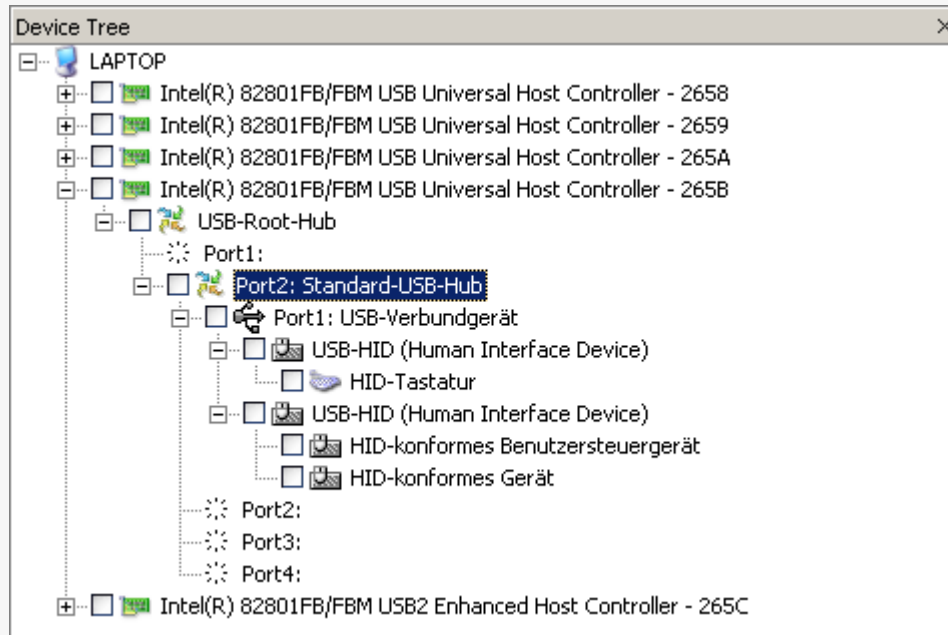 Device Tree
LAPTOP
Intel(R) 82801FB/FBM USB Universal Host Controller - 2658
Intel(R) 82801FB/FBM USB Universal Host Controller - 2659
Intel(R) 82801FB/FBM USB Universal Host Controller - 265A
Intel(R) 82801FB/FBM USB Universal Host Controller - 265B
USB-Root-Hub
Port1:
Port2: Standard-USB-Hub
Port1: USB-Verbundgerät
USB-HID (Human Interface Device)
HID-Tastatur
USB-HID (Human Interface Device)
HID-konformes Benutzersteuergerät
HID-konformes Gerät
Port2:
Port3:
Port4:
Intel(R) 82801FB/FBM USB2 Enhanced Host Controller - 265C